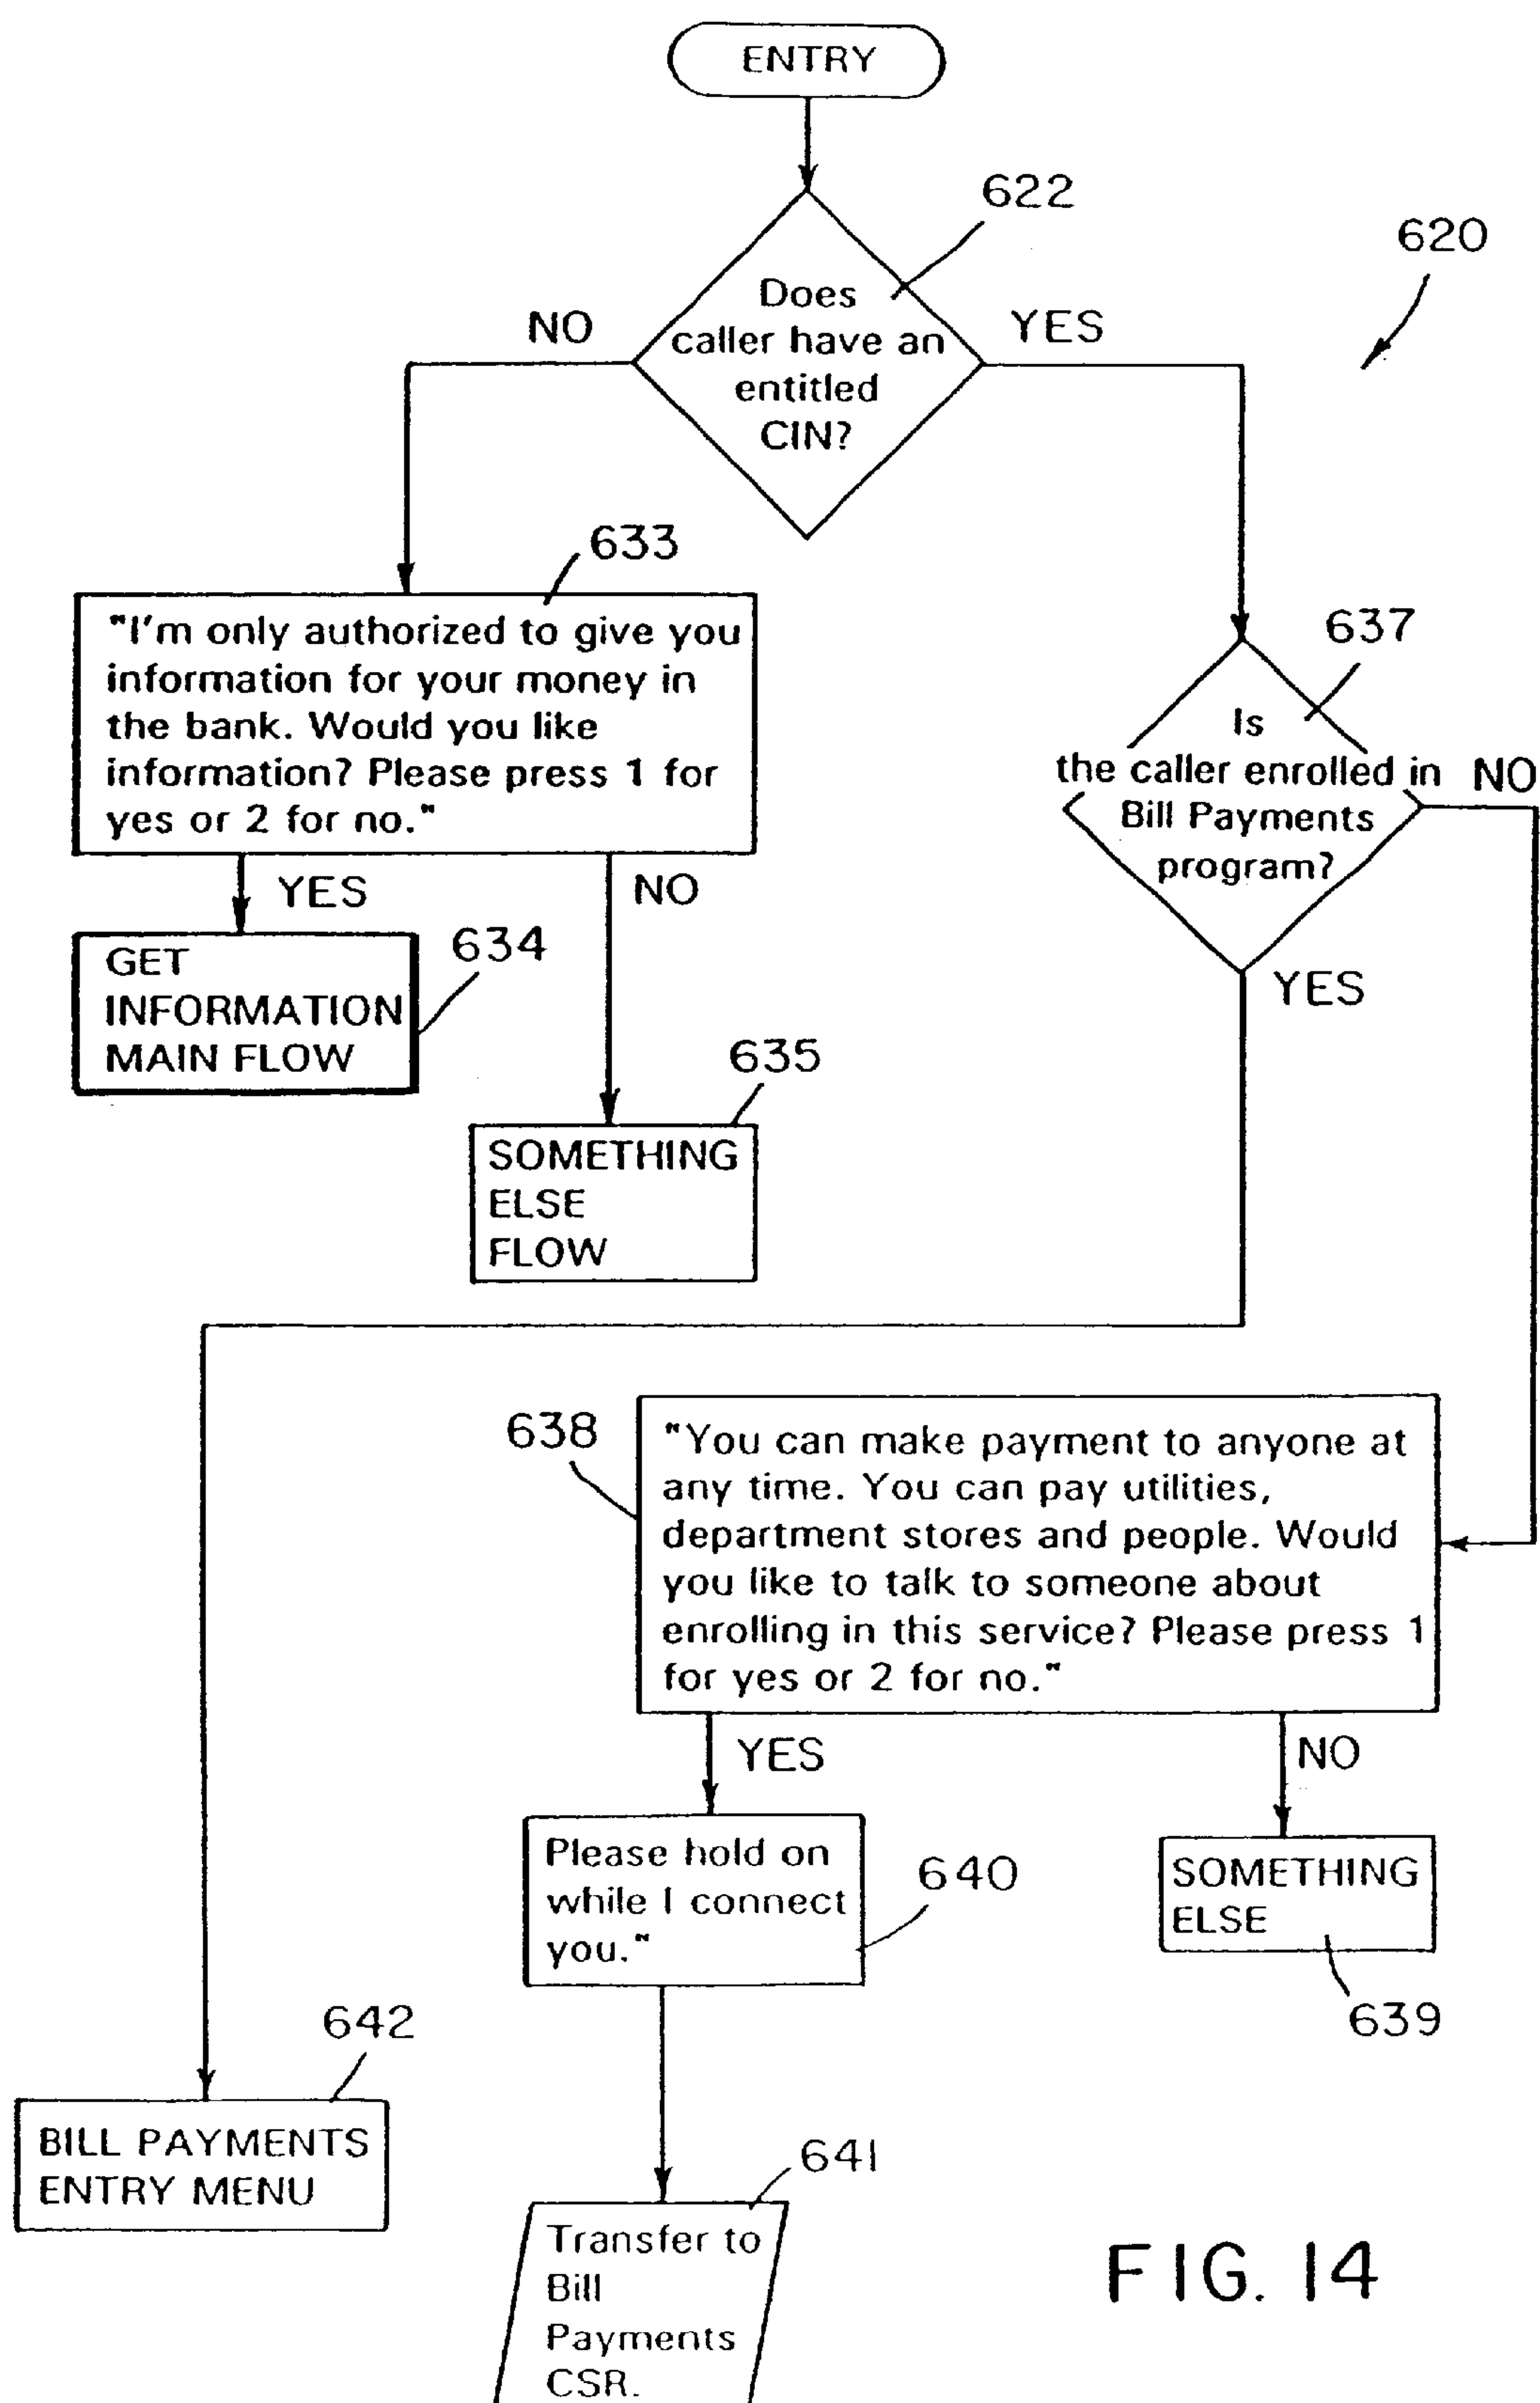 ENTRY
622
620
Does
caller have an
entitled
CIN?
NO
YES
633
"I'm only authorized to give you
information for your money in
the bank. Would you like
information? Please press 1 for
yes or 2 for no."
637
Is
the caller enrolled in
Bill Payments
program?
NO
YES
YES
NO
GET
INFORMATION
MAIN FLOW
634
635
SOMETHING
ELSE
FLOW
638
"You can make payment to anyone at
any time. You can pay utilities,
department stores and people. Would
you like to talk to someone about
enrolling in this service? Please press 1
for yes or 2 for no."
YES
NO
Please hold on
while I connect
you."
640
SOMETHING
ELSE
639
642
BILL PAYMENTS
ENTRY MENU
641
Transfer to
Bill
Payments
CSR.
FIG. 14